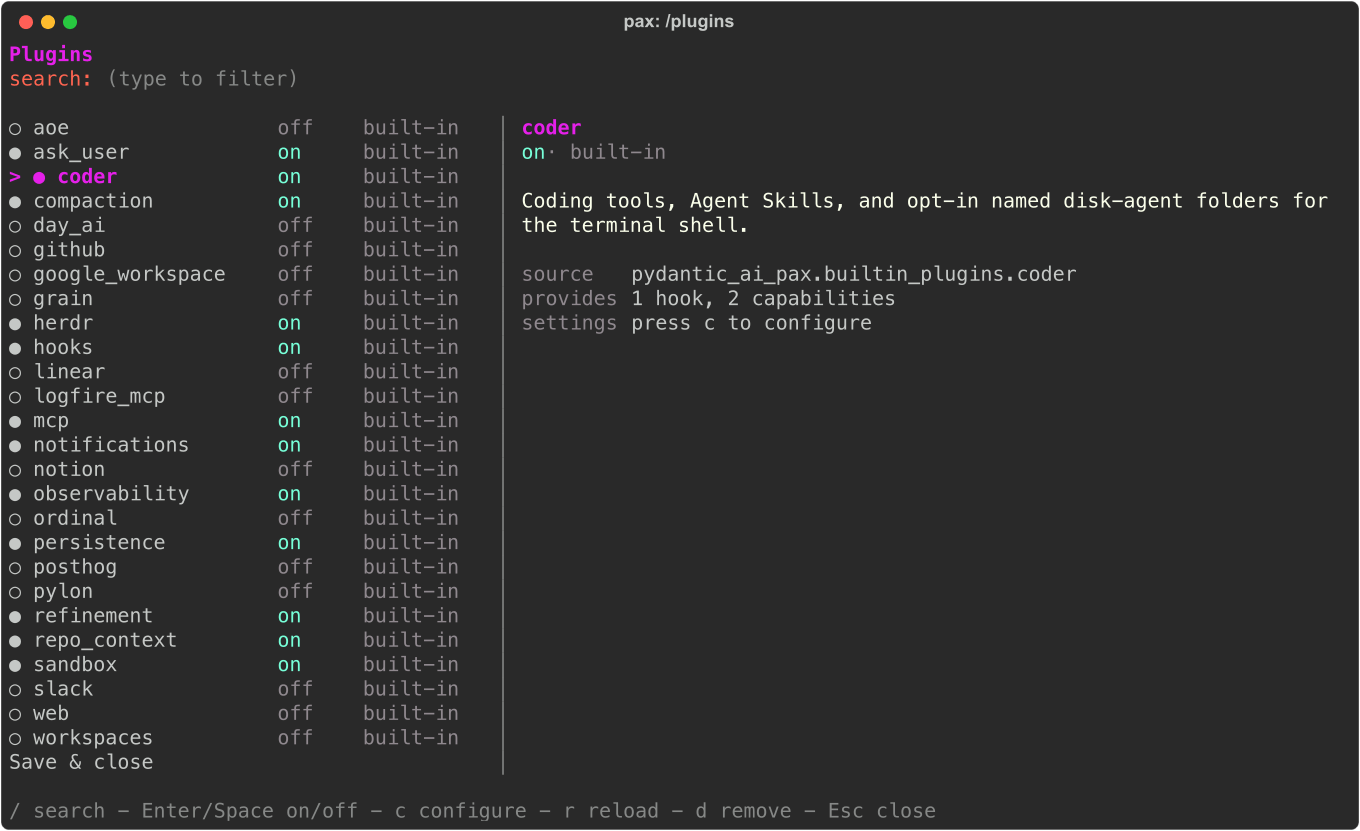 pax: /plugins
Plugins
search: (type to filter)
○ aoe off built-in
● ask_user on built-in
> ● coder on built-in
● compaction on built-in
○ day_ai off built-in
○ github off built-in
○ google_workspace off built-in
○ grain off built-in
● herdr on built-in
● hooks on built-in
○ linear off built-in
○ logfire_mcp off built-in
● mcp on built-in
● notifications on built-in
○ notion off built-in
● observability on built-in
○ ordinal off built-in
● persistence on built-in
○ posthog off built-in
○ pylon off built-in
● refinement on built-in
● repo_context on built-in
● sandbox on built-in
○ slack off built-in
○ web off built-in
○ workspaces off built-in
Save & close
coder
on· built-in
Coding tools, Agent Skills, and opt-in named disk-agent folders for
the terminal shell.
source pydantic_ai_pax.builtin_plugins.coder
provides 1 hook, 2 capabilities
settings press c to configure
/ search - Enter/Space on/off - c configure - r reload - d remove - Esc close